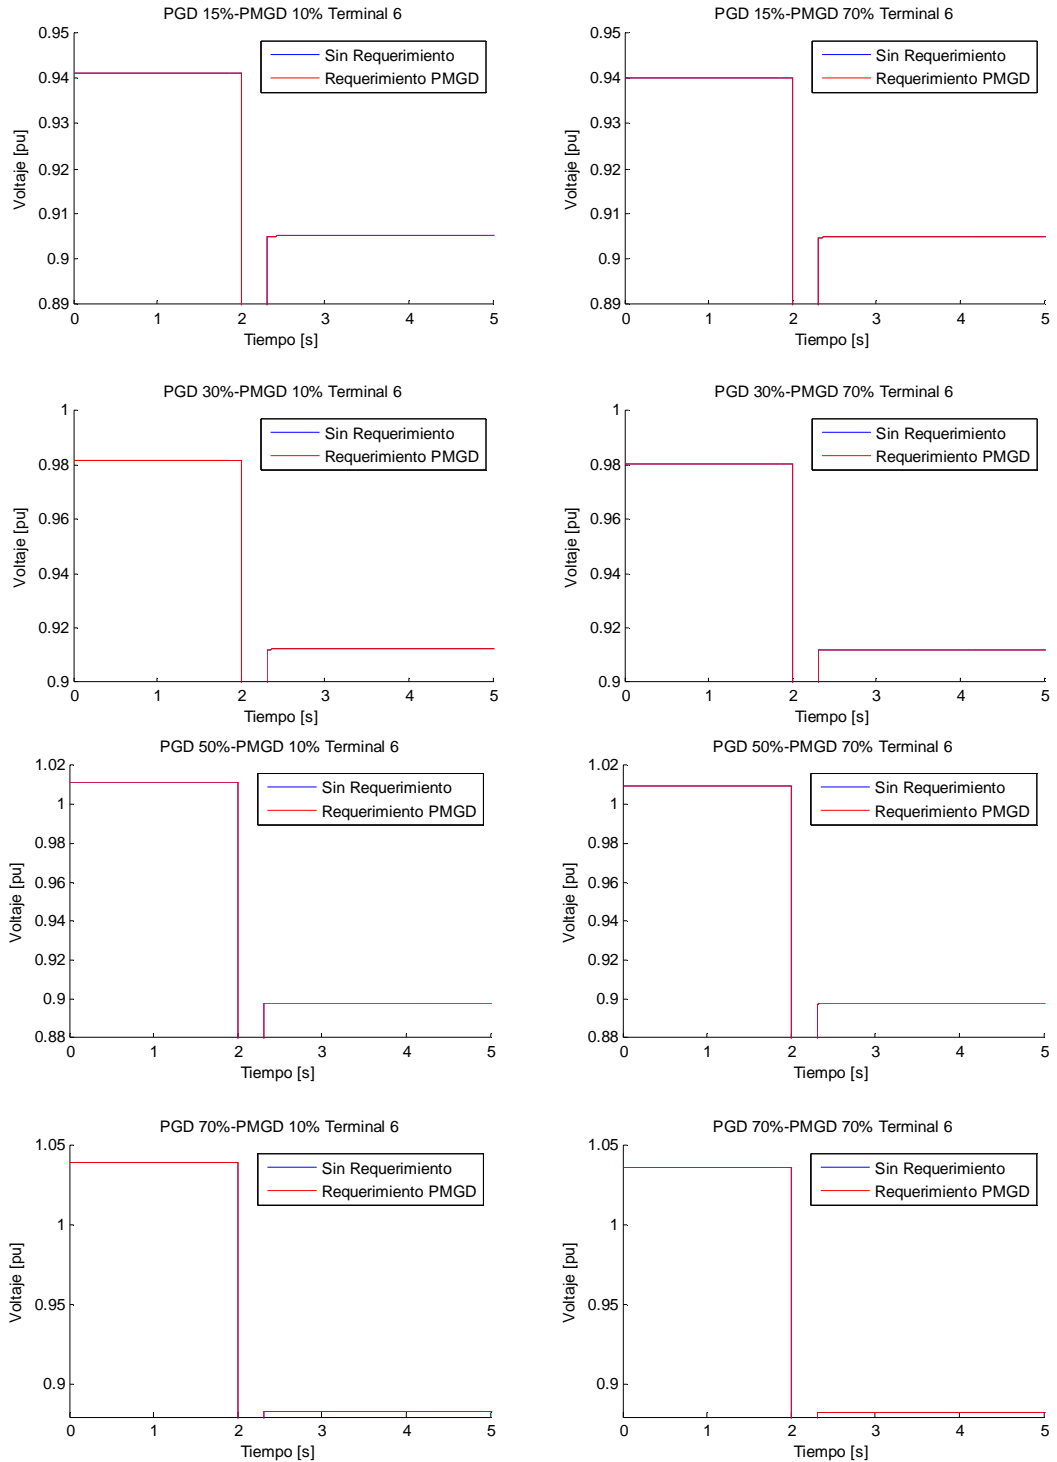 PGD 15%-PMGD 10% Terminal 6
0.95
0.94
0.93
0.92
0.91
0.9
0.89
Voltaje [pu]
Sin Requerimiento
Requerimiento PMGD
0 1 2 3 4 5
Tiempo [s]
PGD 15%-PMGD 70% Terminal 6
0.95
0.94
0.93
0.92
0.91
0.9
0.89
Voltaje [pu]
Sin Requerimiento
Requerimiento PMGD
0 1 2 3 4 5
Tiempo [s]
PGD 30%-PMGD 10% Terminal 6
1
0.98
0.96
0.94
0.92
0.9
Voltaje [pu]
Sin Requerimiento
Requerimiento PMGD
0 1 2 3 4 5
Tiempo [s]
PGD 30%-PMGD 70% Terminal 6
1
0.98
0.96
0.94
0.92
0.9
Voltaje [pu]
Sin Requerimiento
Requerimiento PMGD
0 1 2 3 4 5
Tiempo [s]
PGD 50%-PMGD 10% Terminal 6
1.02
1
0.98
0.96
0.94
0.92
0.9
0.88
Voltaje [pu]
Sin Requerimiento
Requerimiento PMGD
0 1 2 3 4 5
Tiempo [s]
PGD 50%-PMGD 70% Terminal 6
1.02
1
0.98
0.96
0.94
0.92
0.9
0.88
Voltaje [pu]
Sin Requerimiento
Requerimiento PMGD
0 1 2 3 4 5
Tiempo [s]
PGD 70%-PMGD 10% Terminal 6
1.05
1
0.95
0.9
Voltaje [pu]
Sin Requerimiento
Requerimiento PMGD
0 1 2 3 4 5
Tiempo [s]
PGD 70%-PMGD 70% Terminal 6
1.05
1
0.95
0.9
Voltaje [pu]
Sin Requerimiento
Requerimiento PMGD
0 1 2 3 4 5
Tiempo [s]